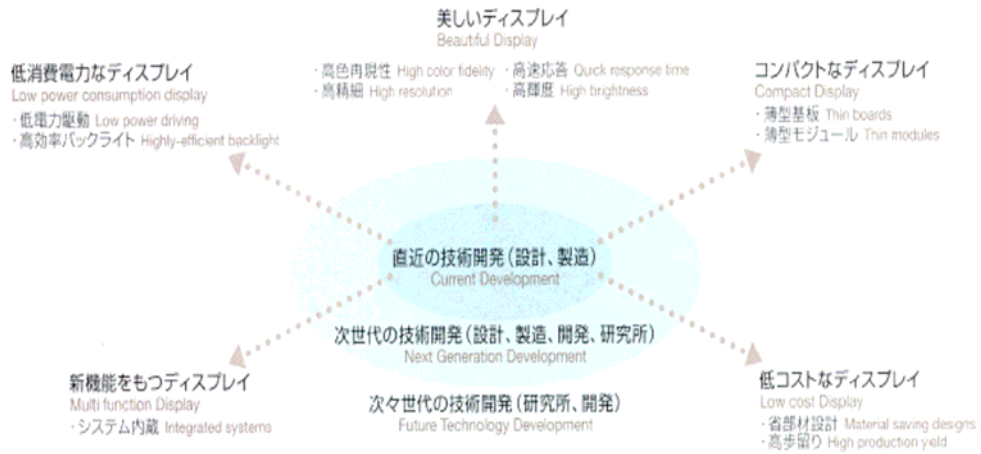 美しいディスプレイ
Beautiful Display
・高色再現性 High color fidelity ・高速応答 Quick response time
・高精細 High resolution ・高輝度 High brightness
低消費電力なディスプレイ
Low power consumption display
・低電力駆動 Low power driving
・高効率バックライト Highly-efficient backlight
コンパクトなディスプレイ
Compact Display
・薄型基板 Thin boards
・薄型モジュール Thin modules
直近の技術開発(設計、製造)
Current Development
次世代の技術開発(設計、製造、開発、研究所)
Next Generation Development
次々世代の技術開発(研究所、開発)
Future Technology Development
新機能をもつディスプレイ
Multi function Display
・システム内蔵 Integrated systems
低コストなディスプレイ
Low cost Display
・省部材設計 Material saving designs
・高歩留り High production yield